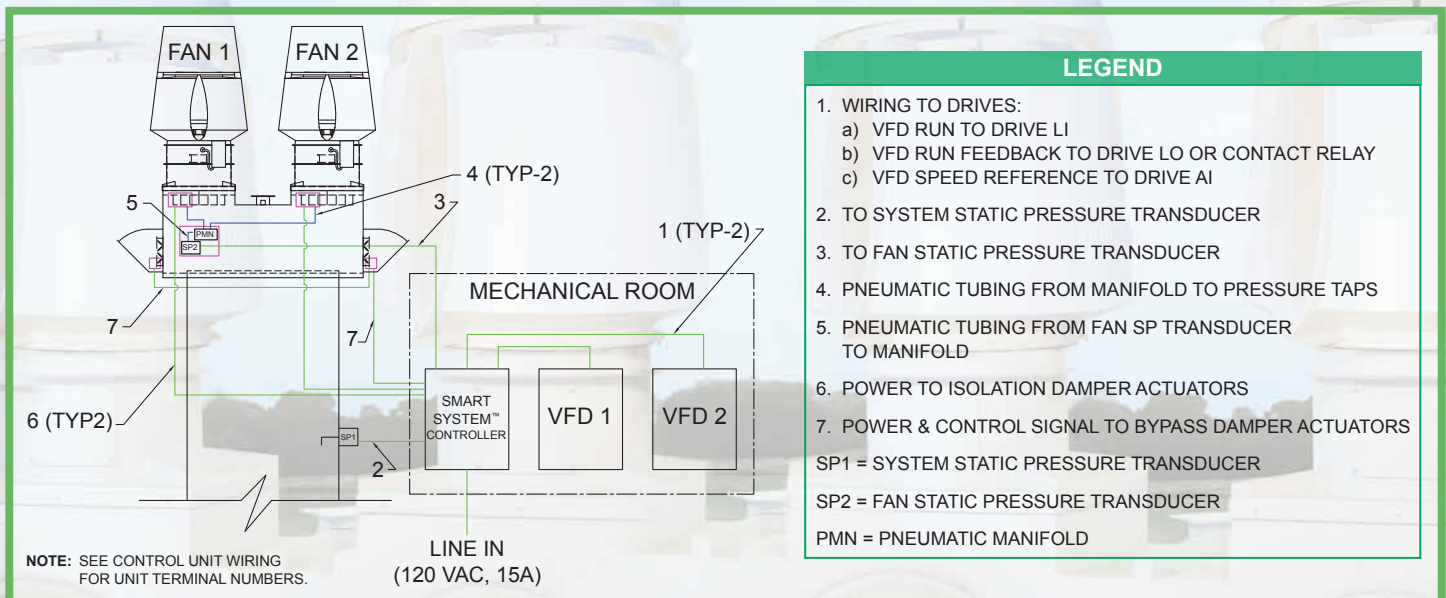 FAN 1
FAN 2
4 (TYP-2)
5
3
1 (TYP-2)
PMN
SP2
MECHANICAL ROOM
7
7
SMART
SYSTEM™
CONTROLLER
VFD 1
VFD 2
6 (TYP2)
SP1
2
LINE IN
(120 VAC, 15A)
NOTE: SEE CONTROL UNIT WIRING
FOR UNIT TERMINAL NUMBERS.
LEGEND
1. WIRING TO DRIVES:
a) VFD RUN TO DRIVE LI
b) VFD RUN FEEDBACK TO DRIVE LO OR CONTACT RELAY
c) VFD SPEED REFERENCE TO DRIVE AI
2. TO SYSTEM STATIC PRESSURE TRANSDUCER
3. TO FAN STATIC PRESSURE TRANSDUCER
4. PNEUMATIC TUBING FROM MANIFOLD TO PRESSURE TAPS
5. PNEUMATIC TUBING FROM FAN SP TRANSDUCER
TO MANIFOLD
6. POWER TO ISOLATION DAMPER ACTUATORS
7. POWER & CONTROL SIGNAL TO BYPASS DAMPER ACTUATORS
SP1 = SYSTEM STATIC PRESSURE TRANSDUCER
SP2 = FAN STATIC PRESSURE TRANSDUCER
PMN = PNEUMATIC MANIFOLD